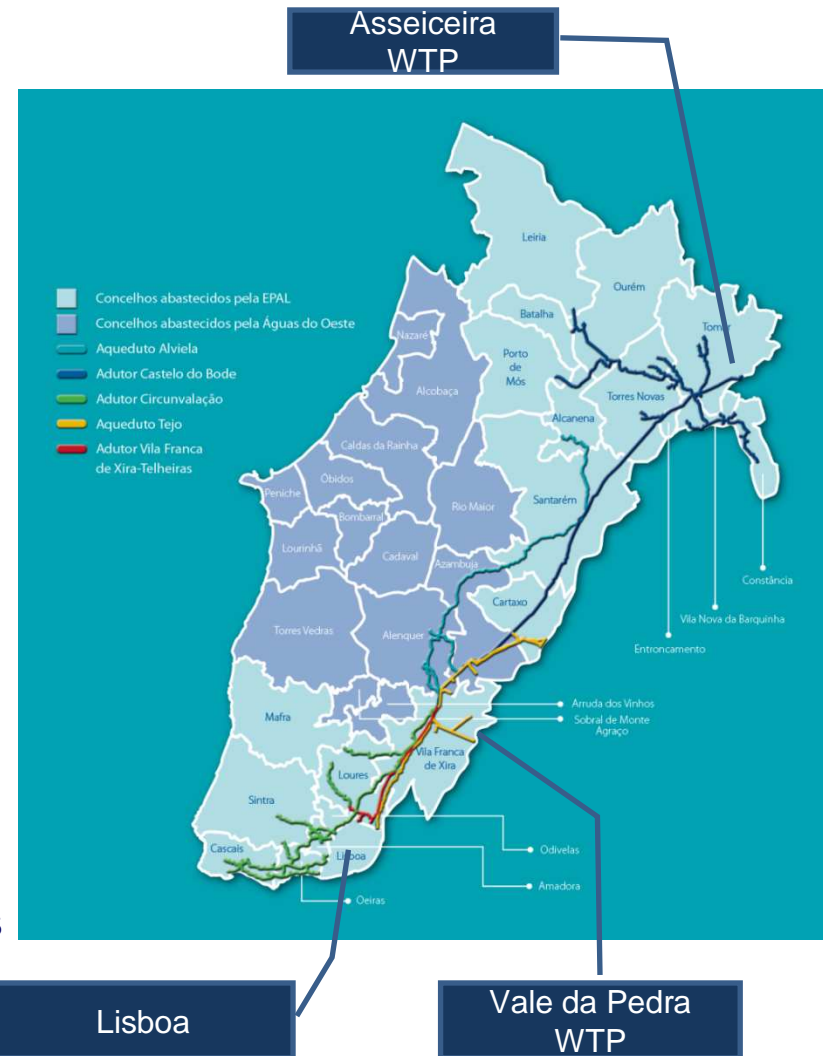 Asseiceira
WTP
Leiria
Ourém
Batalha
Tomar
Porto
de
Mós
Torres Novas
Alcanena
Santarém
Concelhos abastecidos pela EPAL
Concelhos abastecidos pela Águas do Oeste
Aqueduto Alviela
Adutor Castelo do Bode
Adutor Circunvalação
Aqueduto Tejo
Adutor Vila Franca
de Xira-Telheiras
Nazaré
Alcobaça
Caldas da Rainha
Óbidos
Peniche
Bombarral
Rio Maior
Lourinhã
Cadaval
Azambuja
Cartaxo
Torres Vedras
Alenquer
Constância
Vila Nova da Barquinha
Entroncamento
Arruda dos Vinhos
Sobral de Monte
Agraço
Mafra
Vila Franca
de Xira
Loures
Sintra
Cascais
Lisboa
Odivelas
Amadora
Oeiras
s
Lisboa
Vale da Pedra
WTP